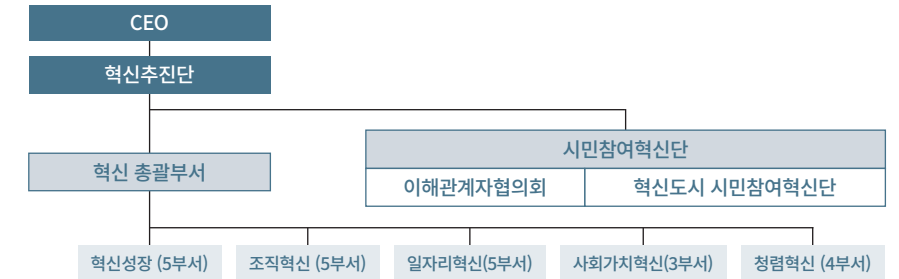 CEO
혁신추진단
시민참여혁신단
혁신 총괄부서
이해관계자협의회
혁신도시 시민참여혁신단
혁신성장 (5부서)
조직혁신 (5부서)
일자리혁신(5부서)
사회가치혁신(3부서)
청렴혁신 (4부서)